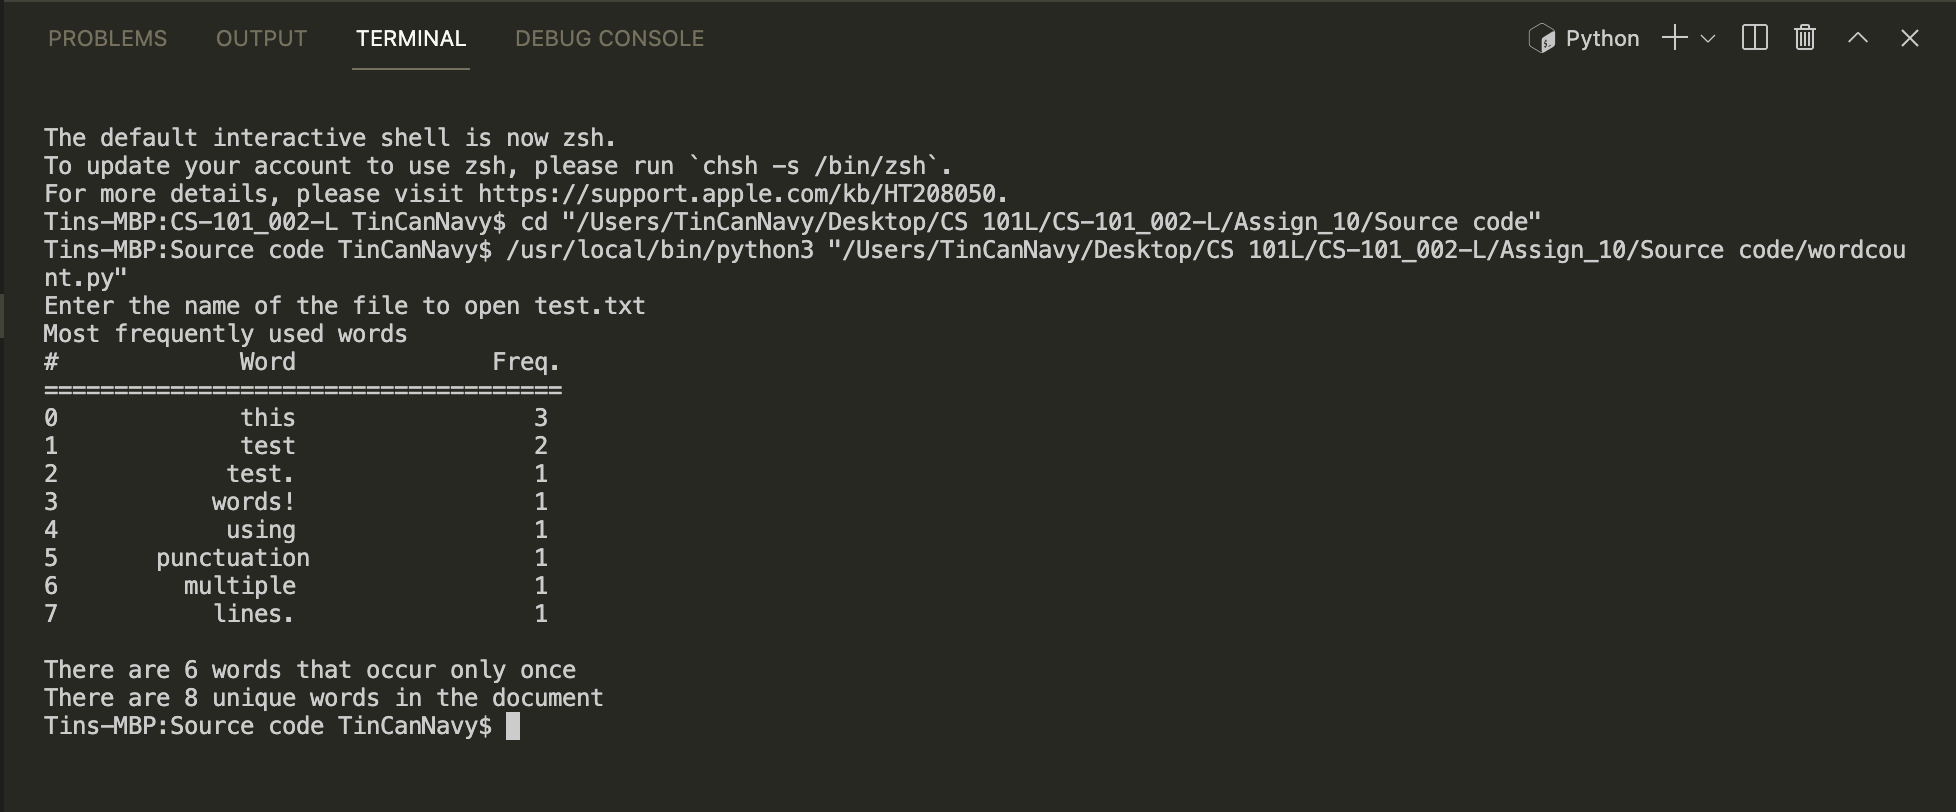 PROBLEMS OUTPUT TERMINAL DEBUG CONSOLE Python
The default interactive shell is now zsh.
To update your account to use zsh, please run `chsh -s /bin/zsh`.
For more details, please visit https://support.apple.com/kb/HT208050.
Tins-MBP:CS-101_002-L TinCanNavy$ cd "/Users/TinCanNavy/Desktop/CS 101L/CS-101_002-L/Assign_10/Source code"
Tins-MBP:Source code TinCanNavy$ /usr/local/bin/python3 "/Users/TinCanNavy/Desktop/CS 101L/CS-101_002-L/Assign_10/Source code/wordcou
nt.py"
Enter the name of the file to open test.txt
Most frequently used words
#             Word              Freq.
=====================================
0             this                 3
1             test                 2
2            test.                 1
3           words!                 1
4            using                 1
5       punctuation                1
6         multiple                 1
7           lines.                 1

There are 6 words that occur only once
There are 8 unique words in the document
Tins-MBP:Source code TinCanNavy$